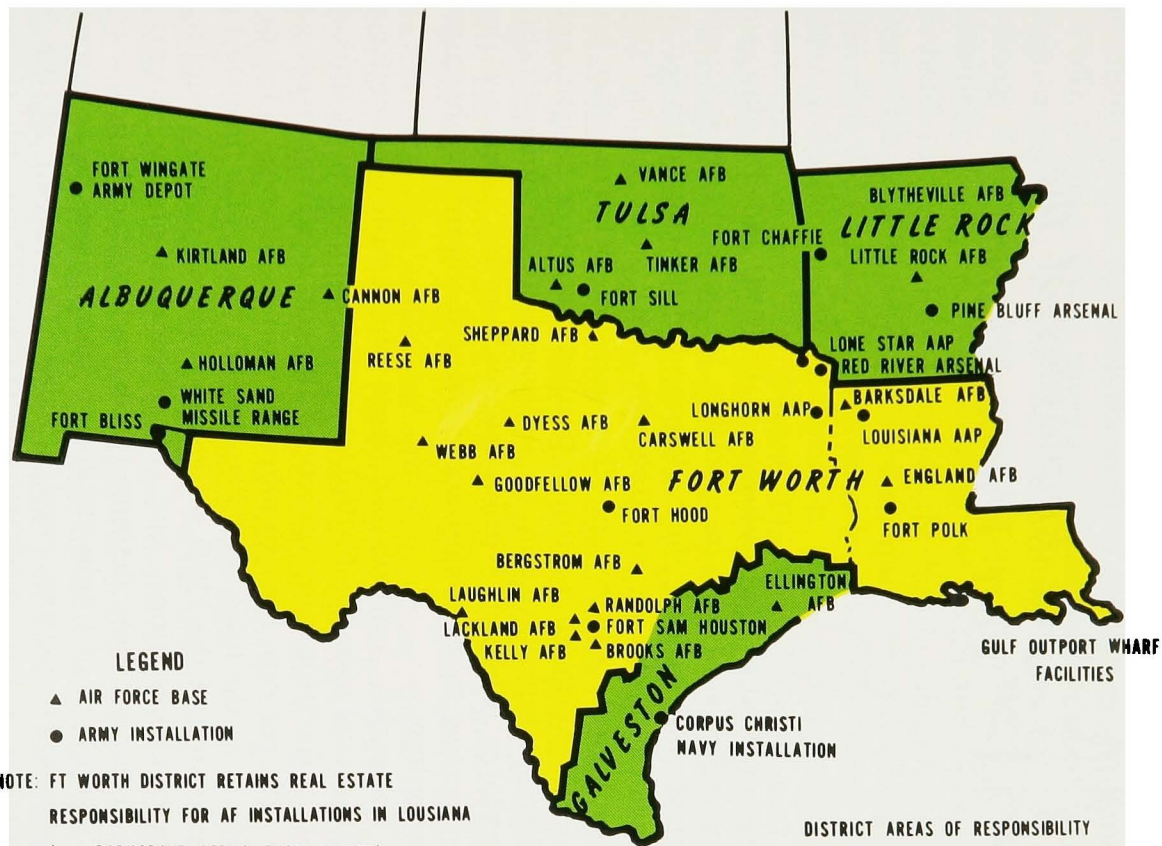 FORT WINGATE
ARMY DEPOT
KIRTLAND AFB
ALBUQUERQUE
CANNON AFB
HOLLOMAN AFB
WHITE SAND
MISSILE RANGE
FORT BLISS
VANCE AFB
TULSA
TINKER AFB
ALTUS AFB
FORT SILL
FORT CHAFFIE
BLYTHEVILLE AFB
LITTLE ROCK
LITTLE ROCK AFB
PINE BLUFF ARSENAL
LONE STAR AAP
RED RIVER ARSENAL
SHEPPARD AFB
REESE AFB
DYESS AFB
WEBB AFB
CARSWELL AFB
LONGHORN AAP
BARKSDALE AFB
LOUISIANA AAP
GOODFELLOW AFB
FORT WORTH
ENGLAND AFB
FORT HOOD
FORT POLK
BERGSTROM AFB
ELLINGTON
AFB
LAUGHLIN AFB
RANDOLPH AFB
LACKLAND AFB
FORT SAM HOUSTON
KELLY AFB
BROOKS AFB
GALVESTON
CORPUS CHRISTI
NAVY INSTALLATION
GULF OUTPORT WHARF
FACILITIES
LEGEND
AIR FORCE BASE
ARMY INSTALLATION
NOTE: FT WORTH DISTRICT RETAINS REAL ESTATE
RESPONSIBILITY FOR AF INSTALLATIONS IN LOUSIANA
DISTRICT AREAS OF RESPONSIBILITY